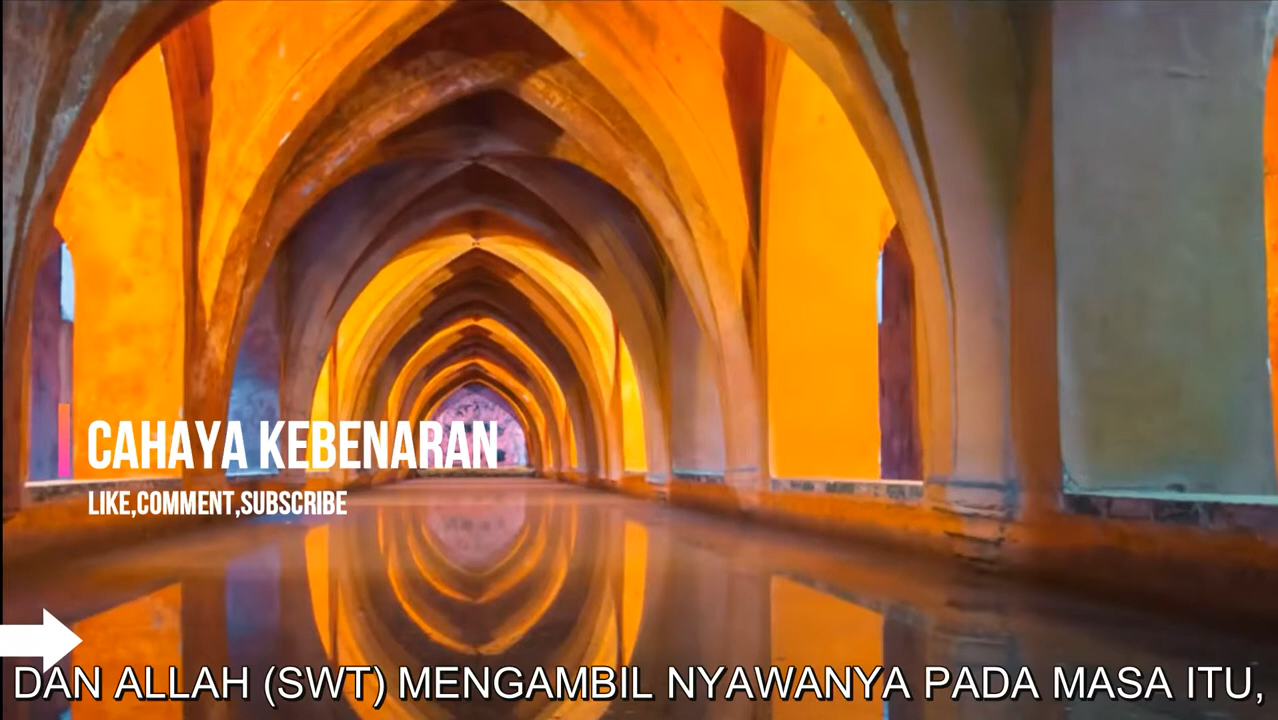 CAHAYA KEBENARAN
LIKE,COMMENT,SUBSCRIBE
DAN ALLAH (SWT) MENGAMBIL NYAWANYA PADA MASA ITU,